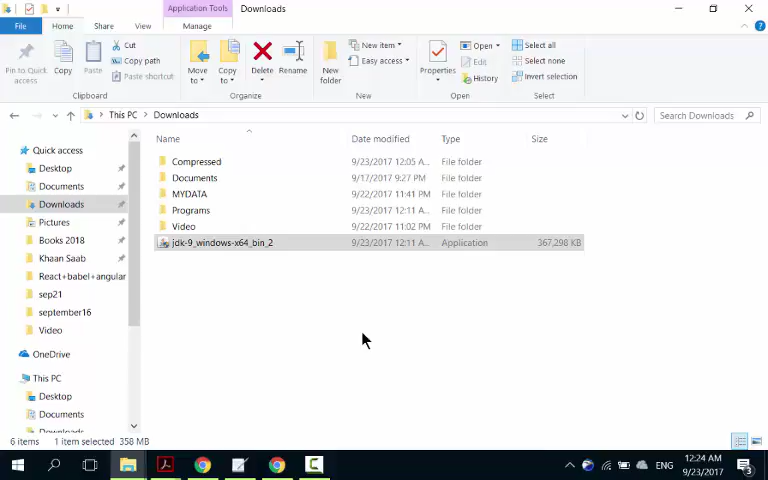 Application Tools
Downloads
File
Home
Share
View
Manage
Pin to Quick access
Copy
Paste
Cut
Copy path
Paste shortcut
Clipboard
Move to
Copy to
Delete
Rename
Organize
New folder
New item
Easy access
New
Properties
Open
Edit
History
Open
Select all
Select none
Invert selection
Select
This PC > Downloads
Search Downloads
Name Date modified Type Size
Compressed 9/23/2017 12:05 A... File folder
Documents 9/17/2017 9:27 PM File folder
MYDATA 9/22/2017 11:41 PM File folder
Programs 9/23/2017 12:11 A... File folder
Video 9/22/2017 11:02 PM File folder
jdk-9_windows-x64_bin_2 9/23/2017 12:11 A... Application 367,298 KB
Quick access
Desktop
Documents
Downloads
Pictures
Books 2018
Khaan Saab
React+babel+angular
sep21
september16
Video
OneDrive
This PC
Desktop
Documents
Downloads
6 items 1 item selected 358 MB
ENG
12:24 AM
9/23/2017
3